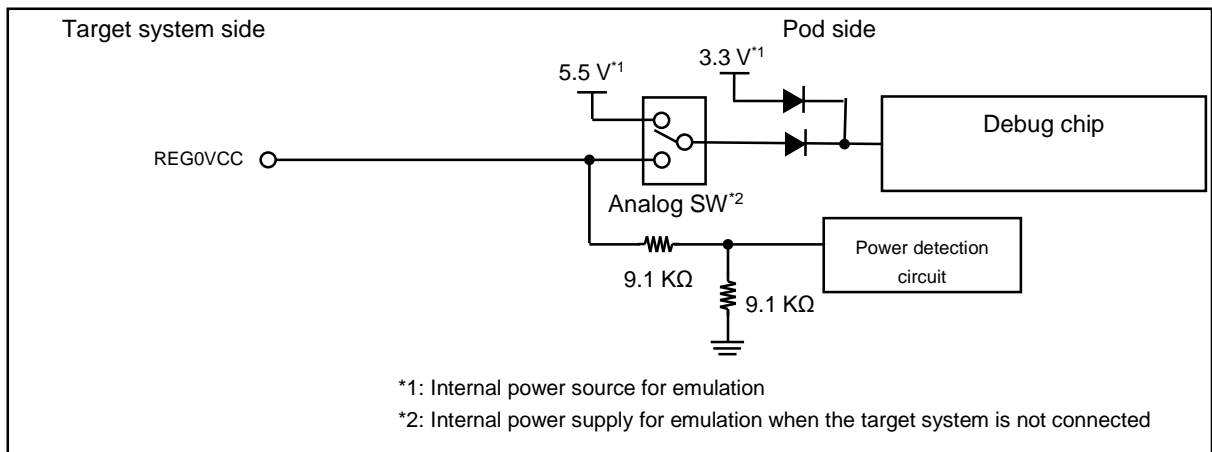 Target system side
Pod side
5.5 V*1
3.3 V*1
Debug chip
REG0VCC
Analog SW*2
Power detection
circuit
9.1 KΩ
9.1 KΩ
*1: Internal power source for emulation
*2: Internal power supply for emulation when the target system is not connected